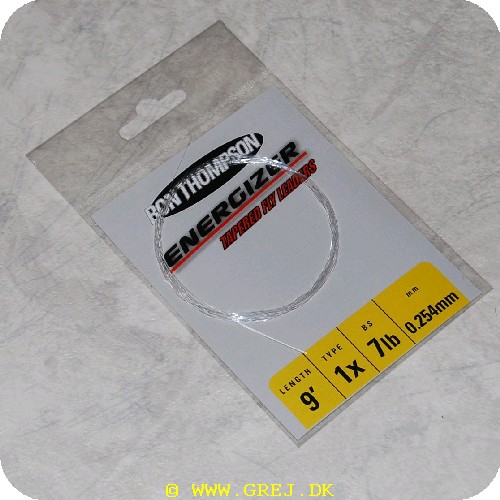 RON THOMPSON
ENERGIZER
TAPERED FLY LEADERS
LENGTH
9'
TYPE
1x
BS
7lb
mm
0.254mm
© WWW.GREJ.DK